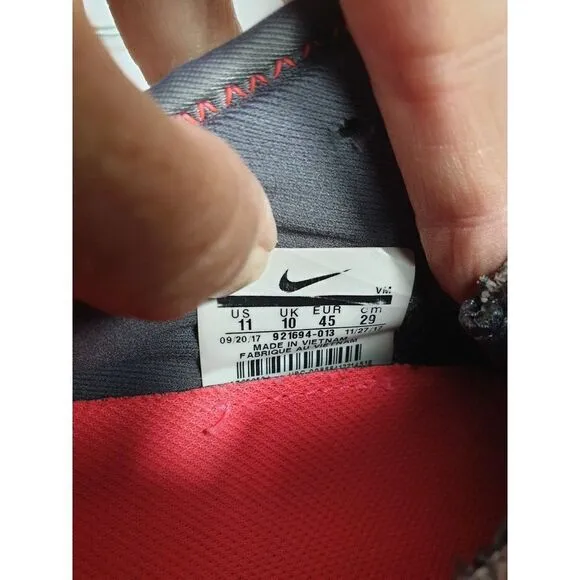 VM
US UK EUR cm
11 10 45 29
09/20/17 921694-013 11/27/17
MADE IN VIETNAM
FABRIQUE AU VIETNAM